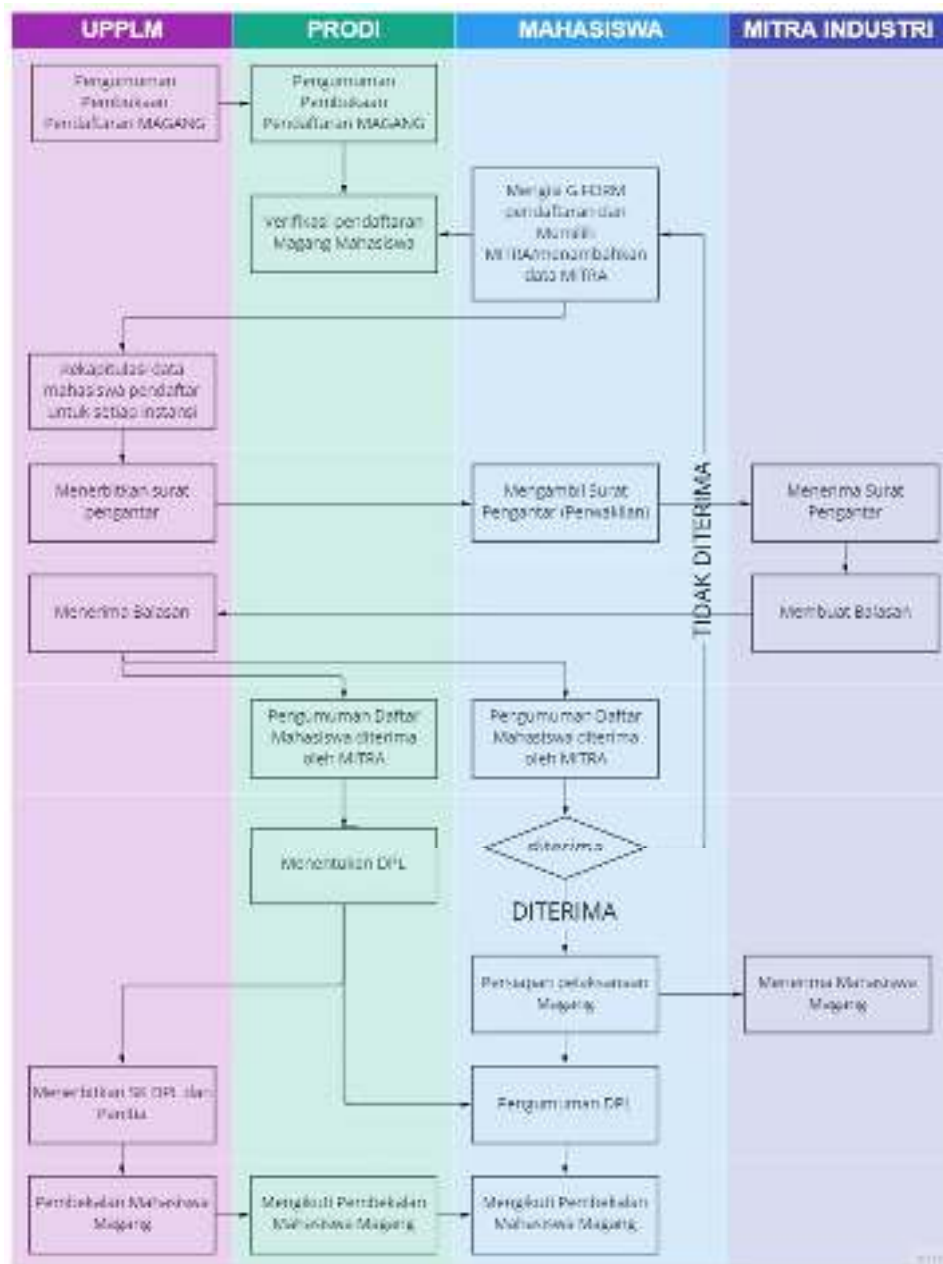 UPPLM
PRODI
MAHASISWA
MITRA INDUSTRI
Pengumuman
Pembukaan
Pendaftaran MAGANG
Pengumuman
Pembukaan
Pendaftaran MAGANG
Verifikasi pendaftaran
Magang Mahasiswa
Mengisi G.FORM
pendaftaran dan
Memilih
MITRA/menambahkan
data MITRA
Rekapitulasi data
mahasiswa pendaftar
untuk setiap instansi
Menerbitkan surat
pengantar
Mengambil Surat
Pengantar (Perwakilan)
Menerima Surat
Pengantar
TIDAK DITERIMA
Menerima Balasan
Membuat Balasan
Pengumuman Daftar
Mahasiswa diterima
oleh MITRA
Pengumuman Daftar
Mahasiswa diterima
oleh MITRA
Menentukan DPL
diterima
DITERIMA
Persiapan pelaksanaan
Magang
Menerima Mahasiswa
Magang
Menerbitkan SK DPL dan
Panitia
Pengumuman DPL
Pembekalan Mahasiswa
Magang
Mengikuti Pembekalan
Mahasiswa Magang
Mengikuti Pembekalan
Mahasiswa Magang